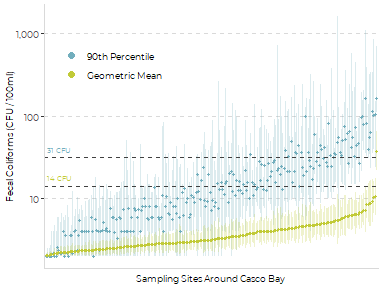 1,000
90th Percentile
Geometric Mean
100
31 CFU
14 CFU
10
Fecal Coliforms (CFU / 100ml)
Sampling Sites Around Casco Bay